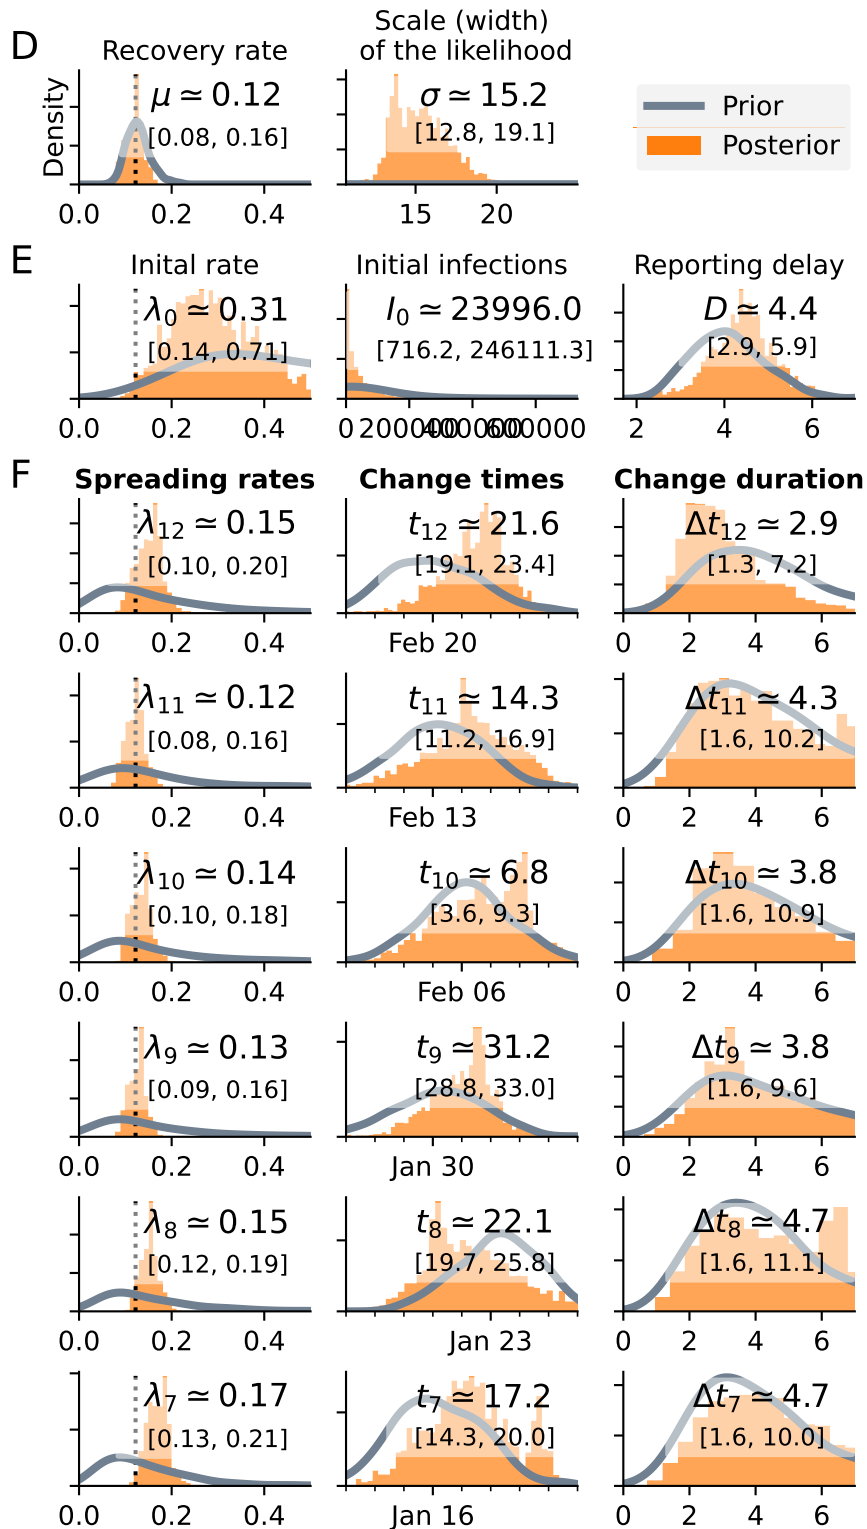 D
Recovery rate
Scale (width)
of the likelihood
Density
μ ≃ 0.12
[0.08, 0.16]
0.0 0.2 0.4
σ ≃ 15.2
[12.8, 19.1]
15 20
Prior
Posterior
E
Inital rate
Initial infections
Reporting delay
λ0 ≃ 0.31
[0.14, 0.71]
0.0 0.2 0.4
I0 ≃ 23996.0
[716.2, 246111.3]
0 200000 400000 600000
D ≃ 4.4
[2.9, 5.9]
2 4 6
F
Spreading rates
Change times
Change duration
λ12 ≃ 0.15
[0.10, 0.20]
0.0 0.2 0.4
t12 ≃ 21.6
[19.1, 23.4]
Feb 20
Δt12 ≃ 2.9
[1.3, 7.2]
0 2 4 6
λ11 ≃ 0.12
[0.08, 0.16]
0.0 0.2 0.4
t11 ≃ 14.3
[11.2, 16.9]
Feb 13
Δt11 ≃ 4.3
[1.6, 10.2]
0 2 4 6
λ10 ≃ 0.14
[0.10, 0.18]
0.0 0.2 0.4
t10 ≃ 6.8
[3.6, 9.3]
Feb 06
Δt10 ≃ 3.8
[1.6, 10.9]
0 2 4 6
λ9 ≃ 0.13
[0.09, 0.16]
0.0 0.2 0.4
t9 ≃ 31.2
[28.8, 33.0]
Jan 30
Δt9 ≃ 3.8
[1.6, 9.6]
0 2 4 6
λ8 ≃ 0.15
[0.12, 0.19]
0.0 0.2 0.4
t8 ≃ 22.1
[19.7, 25.8]
Jan 23
Δt8 ≃ 4.7
[1.6, 11.1]
0 2 4 6
λ7 ≃ 0.17
[0.13, 0.21]
0.0 0.2 0.4
t7 ≃ 17.2
[14.3, 20.0]
Jan 16
Δt7 ≃ 4.7
[1.6, 10.0]
0 2 4 6